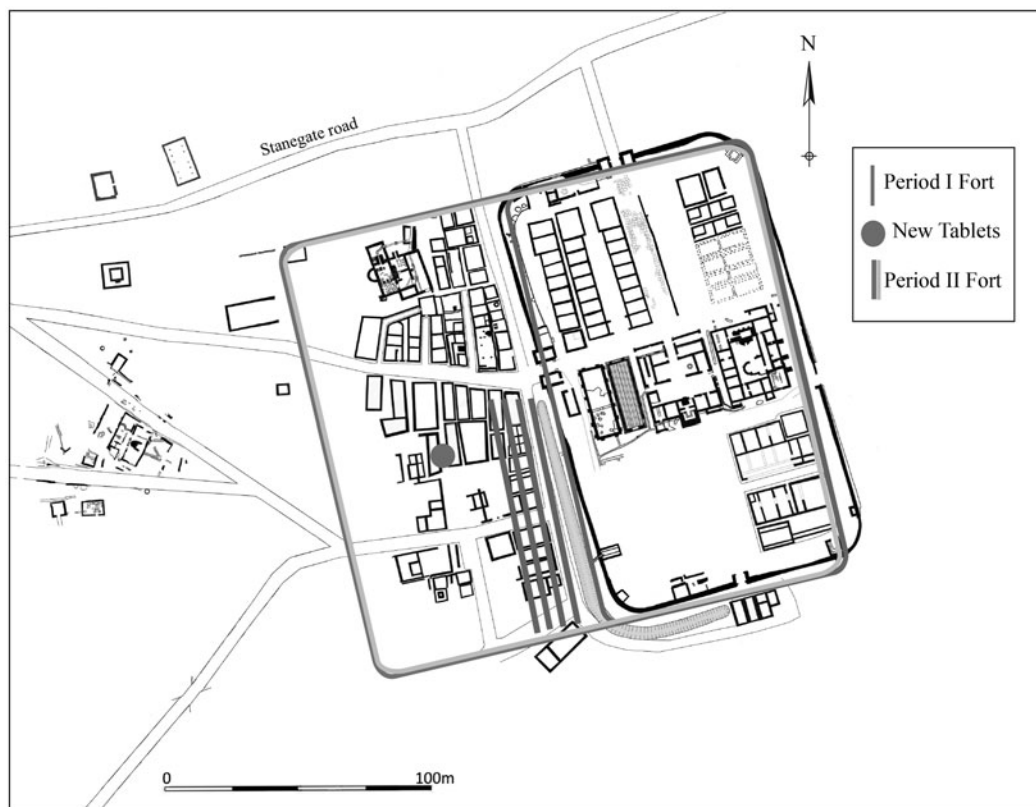 N
Stanegate road
Period I Fort
New Tablets
Period II Fort
0 100m